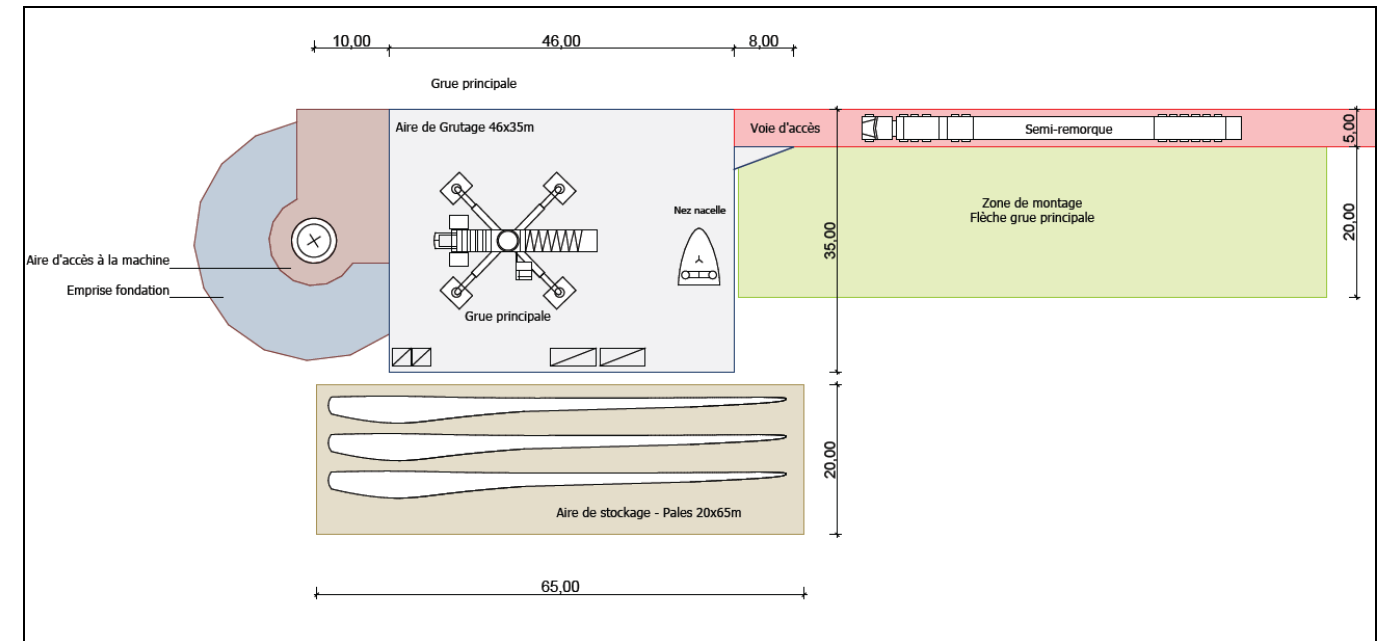 10,00
46,00
8,00
Grue principale
Aire de Grutage 46x35m
Voie d'accès
Semi-remorque
5,00
Zone de montage
Flèche grue principale
Nez nacelle
20,00
35,00
Aire d'accès à la machine
Emprise fondation
Grue principale
20,00
Aire de stockage - Pales 20x65m
65,00